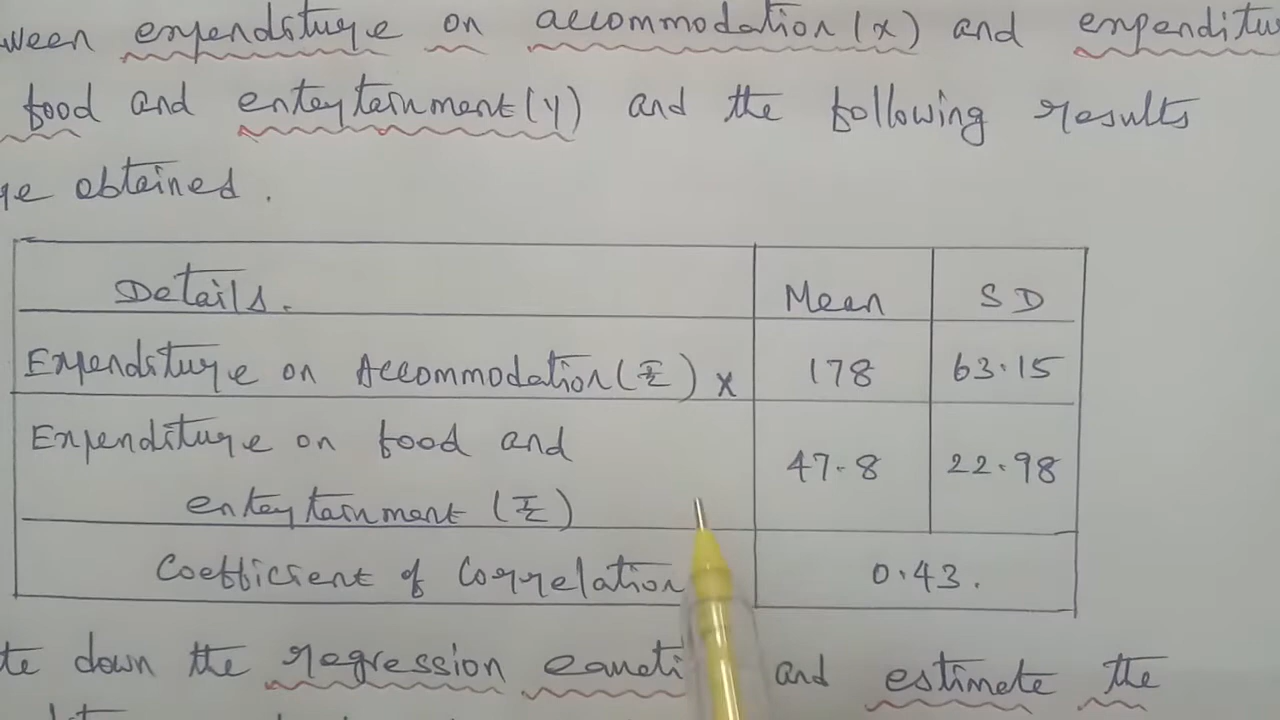 ween expenditure on accommodation (x) and expenditu
food and entertainment (y) and the following results
re obtained.
Details. Mean SD
Expenditure on Accommodation (₹) x 178 63.15
Expenditure on food and
entertainment (₹) 47.8 22.98
Coefficient of Correlation 0.43.
te down the regression equati and estimate the